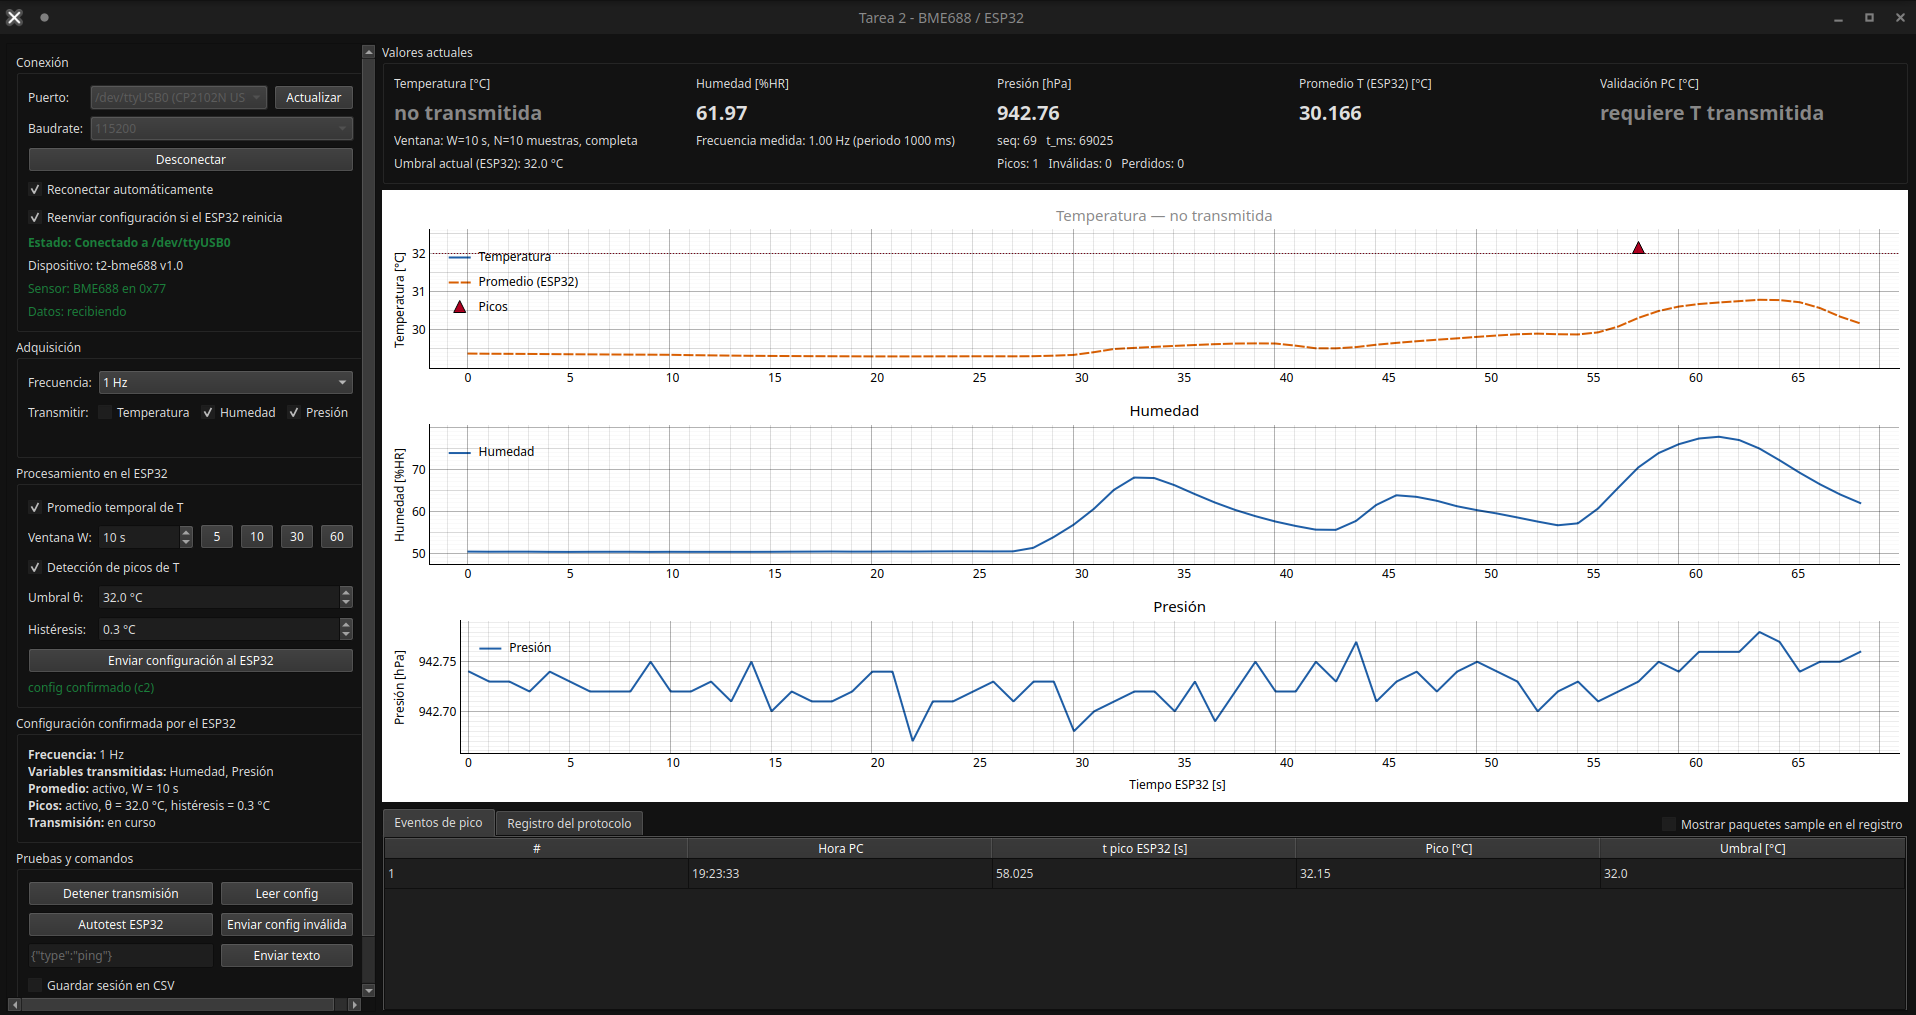 Tarea 2 - BME688 / ESP32
Conexión
Puerto: /dev/ttyUSB0 (CP2102N US Actualizar
Baudrate: 115200
Desconectar
Reconectar automáticamente
Reenviar configuración si el ESP32 reinicia
Estado: Conectado a /dev/ttyUSB0
Dispositivo: t2-bme688 v1.0
Sensor: BME688 en 0x77
Datos: recibiendo
Adquisición
Frecuencia: 1 Hz
Transmitir: Temperatura Humedad Presión
Procesamiento en el ESP32
Promedio temporal de T
Ventana W: 10 s 5 10 30 60
Detección de picos de T
Umbral θ: 32.0 °C
Histéresis: 0.3 °C
Enviar configuración al ESP32
config confirmado (c2)
Configuración confirmada por el ESP32
Frecuencia: 1 Hz
Variables transmitidas: Humedad, Presión
Promedio: activo, W = 10 s
Picos: activo, θ = 32.0 °C, histéresis = 0.3 °C
Transmisión: en curso
Pruebas y comandos
Detener transmisión Leer config
Autotest ESP32 Enviar config inválida
{"type":"ping"} Enviar texto
Guardar sesión en CSV
Valores actuales
Temperatura [°C] Humedad [%HR] Presión [hPa] Promedio T (ESP32) [°C] Validación PC [°C]
no transmitida 61.97 942.76 30.166 requiere T transmitida
Ventana: W=10 s, N=10 muestras, completa Frecuencia medida: 1.00 Hz (periodo 1000 ms) seq: 69 t_ms: 69025
Umbral actual (ESP32): 32.0 °C Picos: 1 Inválidas: 0 Perdidos: 0
Temperatura — no transmitida
Temperatura [°C]
32
31
30
Temperatura
Promedio (ESP32)
Picos
0 5 10 15 20 25 30 35 40 45 50 55 60 65
Humedad
Humedad [%HR]
70
60
50
Humedad
0 5 10 15 20 25 30 35 40 45 50 55 60 65
Presión
Presión [hPa]
942.75
942.70
Presión
0 5 10 15 20 25 30 35 40 45 50 55 60 65
Tiempo ESP32 [s]
Eventos de pico Registro del protocolo Mostrar paquetes sample en el registro
# Hora PC t pico ESP32 [s] Pico [°C] Umbral [°C]
1 19:23:33 58.025 32.15 32.0